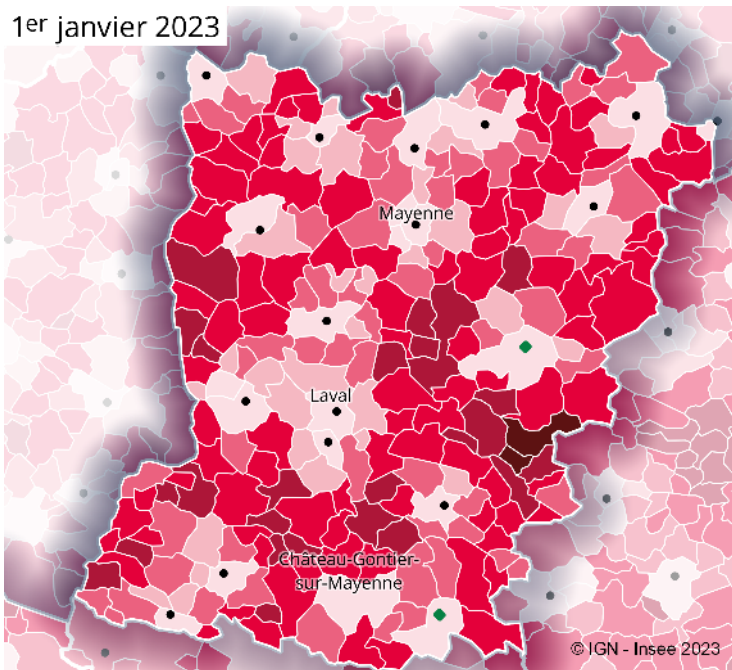 1er janvier 2023
Mayenne
Laval
Château-Gontier-
sur-Mayenne
© IGN - Insee 2023